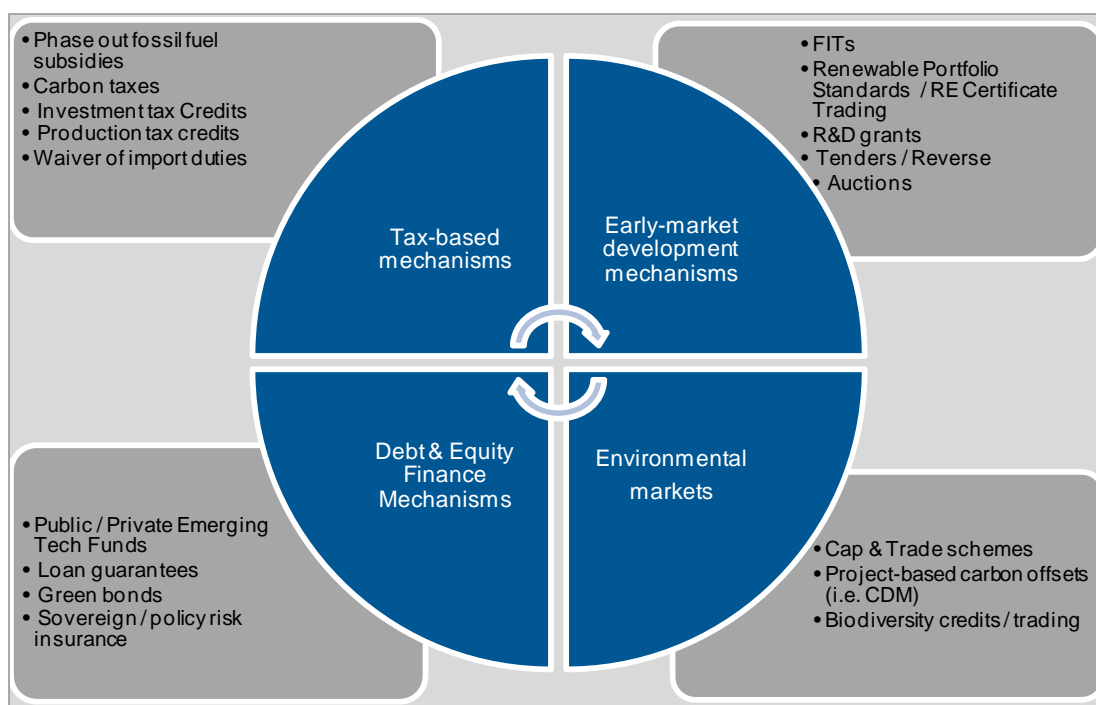 • Phase out fossil fuel
subsidies
• Carbon taxes
• Investment tax Credits
• Production tax credits
• Waiver of import duties
• FITs
• Renewable Portfolio
Standards / RE Certificate
Trading
• R&D grants
• Tenders / Reverse
• Auctions
Tax-based
mechanisms
Early-market
development
mechanisms
Debt & Equity
Finance
Mechanisms
Environmental
markets
• Public / Private Emerging
Tech Funds
• Loan guarantees
• Green bonds
• Sovereign / policy risk
insurance
• Cap & Trade schemes
• Project-based carbon offsets
(i.e. CDM)
• Biodiversity credits / trading